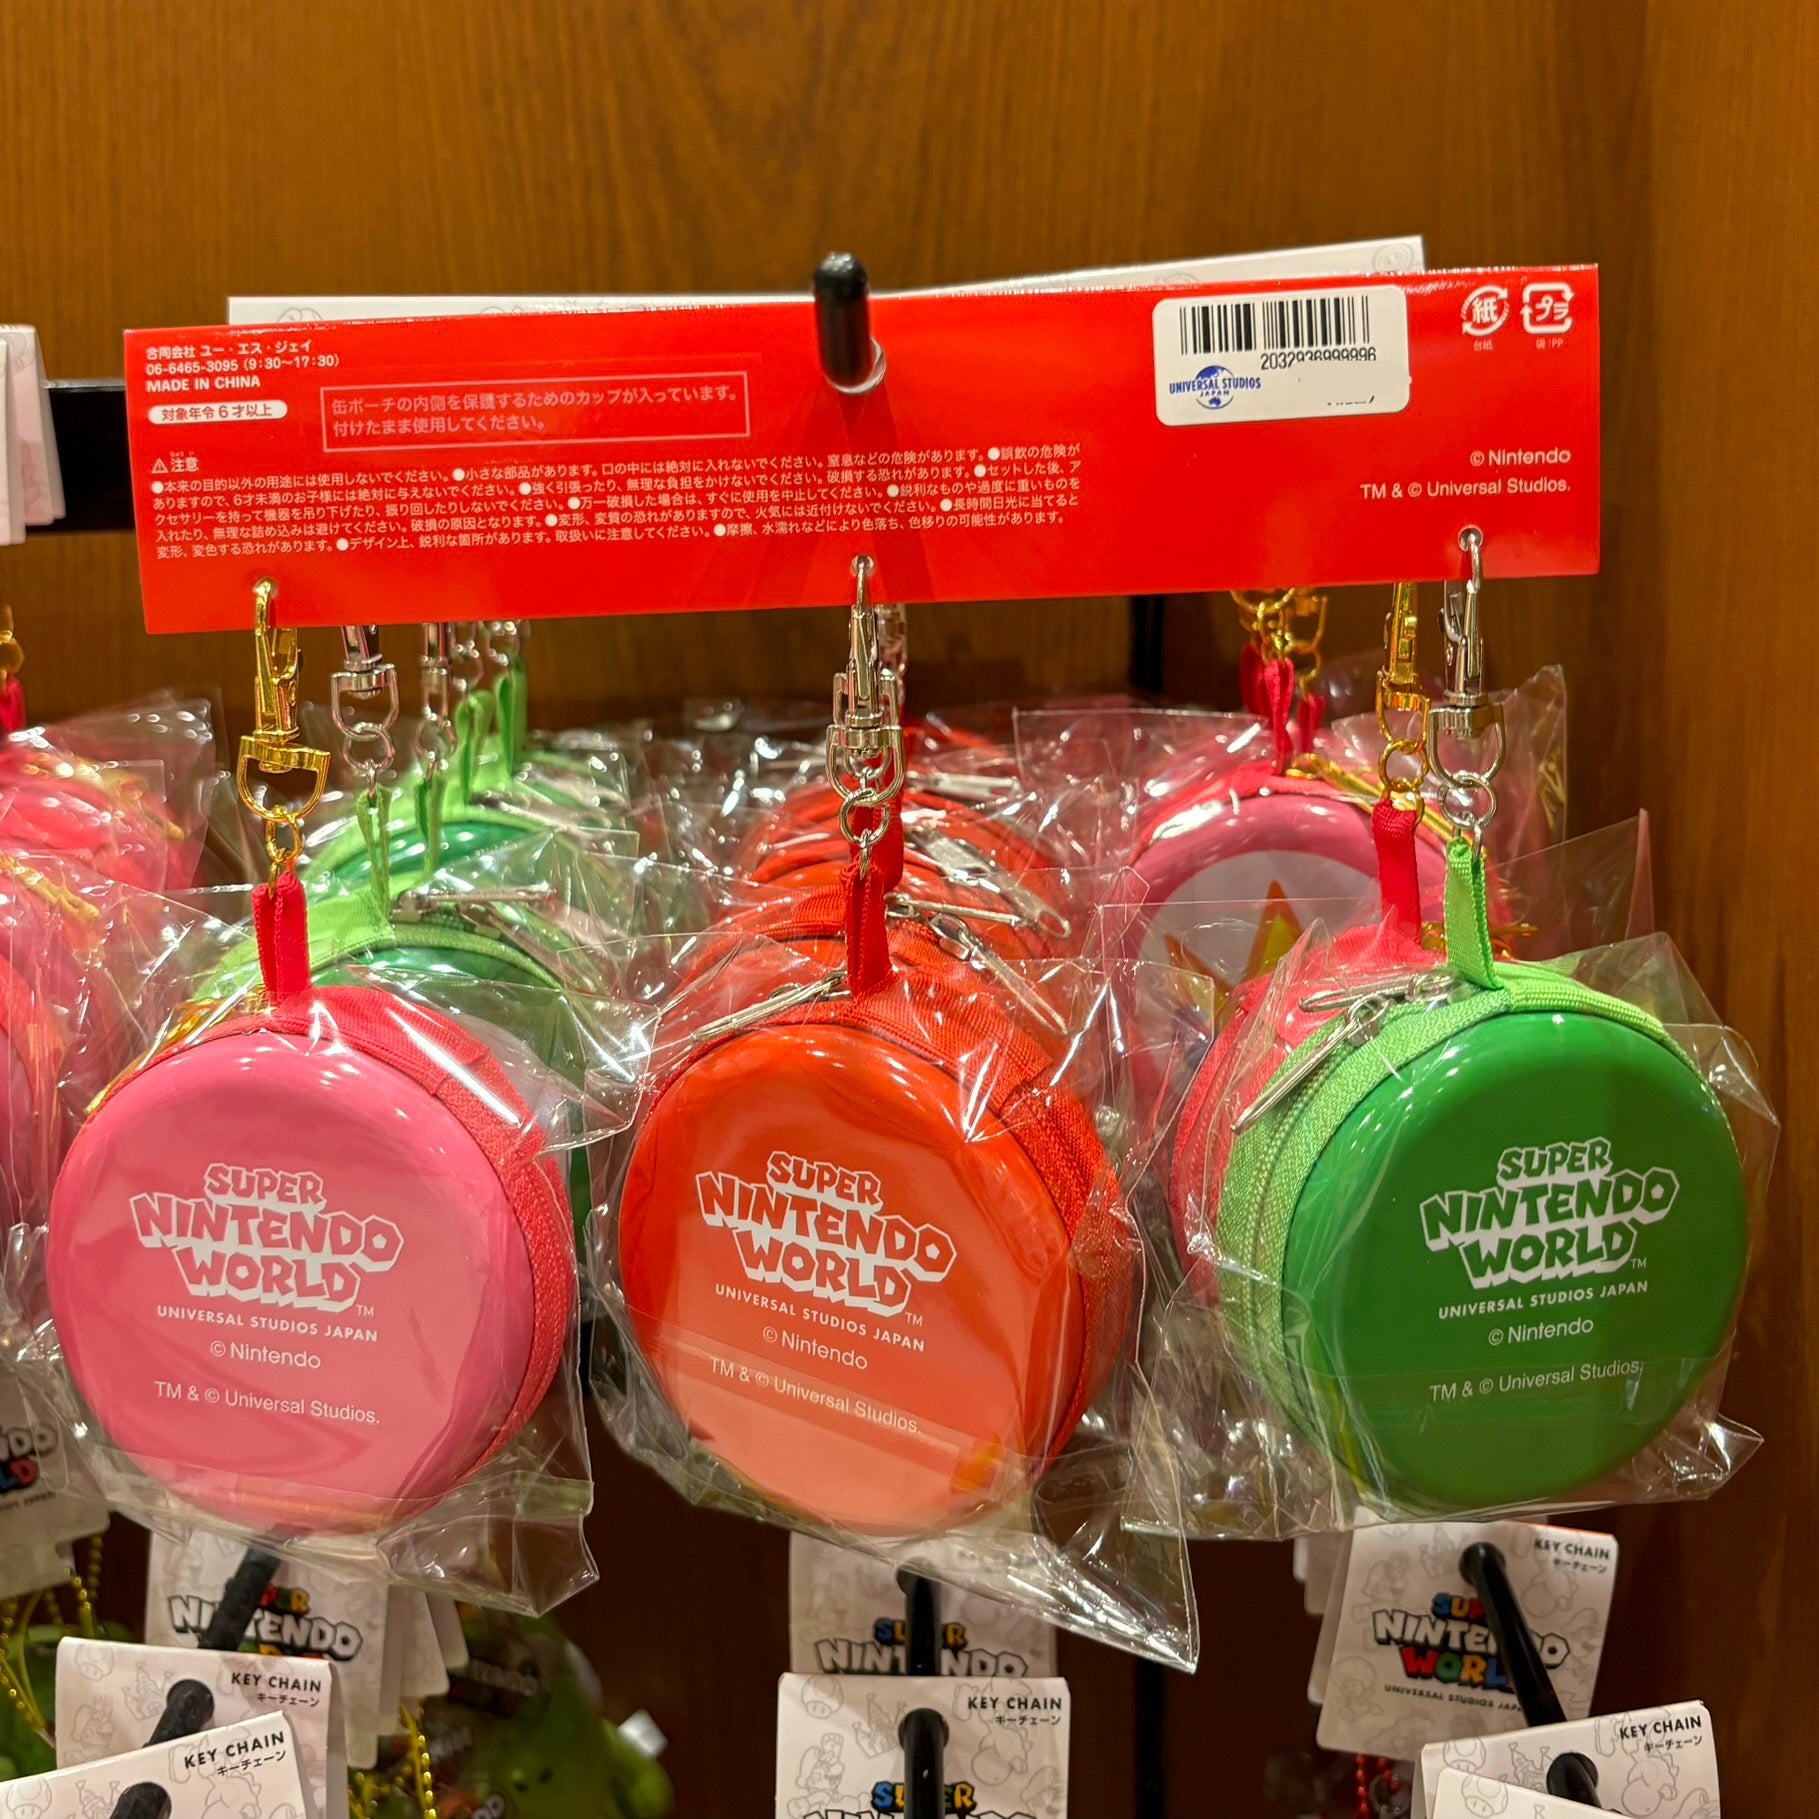 合同会社 ユー・エス・ジェイ
06-6465-3095 (9:30〜17:30)
MADE IN CHINA
対象年令6才以上
缶ポーチの内側を保護するためのカップが入っています。
付けたまま使用してください。
注意
●本来の目的以外の用途には使用しないでください。●小さな部品があります。口の中には絶対に入れないでください。窒息などの危険があります。●誤飲の危険が
ありますので、6才未満のお子様には絶対に与えないでください。●強く引張ったり、無理な負担をかけないでください。破損する恐れがあります。●セットした後、ア
クセサリーを持って機器を吊り下げたり、振り回したりしないでください。●万一破損した場合は、すぐに使用を中止してください。●鋭利なものや過度に重いものを
入れたり、無理な詰め込みは避けてください。破損の原因となります。●変形、変質の恐れがありますので、火気には近付けないでください。●長時間日光に当てると
変形、変色する恐れがあります。●デザイン上、鋭利な箇所があります。取扱いに注意してください。●摩擦、水濡れなどにより色落ち、色移りの可能性があります。
2032936999996
UNIVERSAL STUDIOS
JAPAN
紙
台紙
プラ
袋:PP
© Nintendo
TM & © Universal Studios.
SUPER
NINTENDO
WORLD™
UNIVERSAL STUDIOS JAPAN
© Nintendo
TM & © Universal Studios.
SUPER
NINTENDO
WORLD™
UNIVERSAL STUDIOS JAPAN
© Nintendo
TM & © Universal Studios.
SUPER
NINTENDO
WORLD™
UNIVERSAL STUDIOS JAPAN
© Nintendo
TM & © Universal Studios.
KEY CHAIN
キーチェーン
SUPER
NINTENDO
WORLD
UNIVERSAL STUDIOS JAPAN
SUPER
NINTENDO
SUPER
NINTENDO
KEY CHAIN
キーチェーン
KEY CHAIN
キーチェーン
KEY CHAIN
キーチェーン
SUPER
NINTENDO
KEY CHAIN
キーチェーン
SUPER
NINTENDO